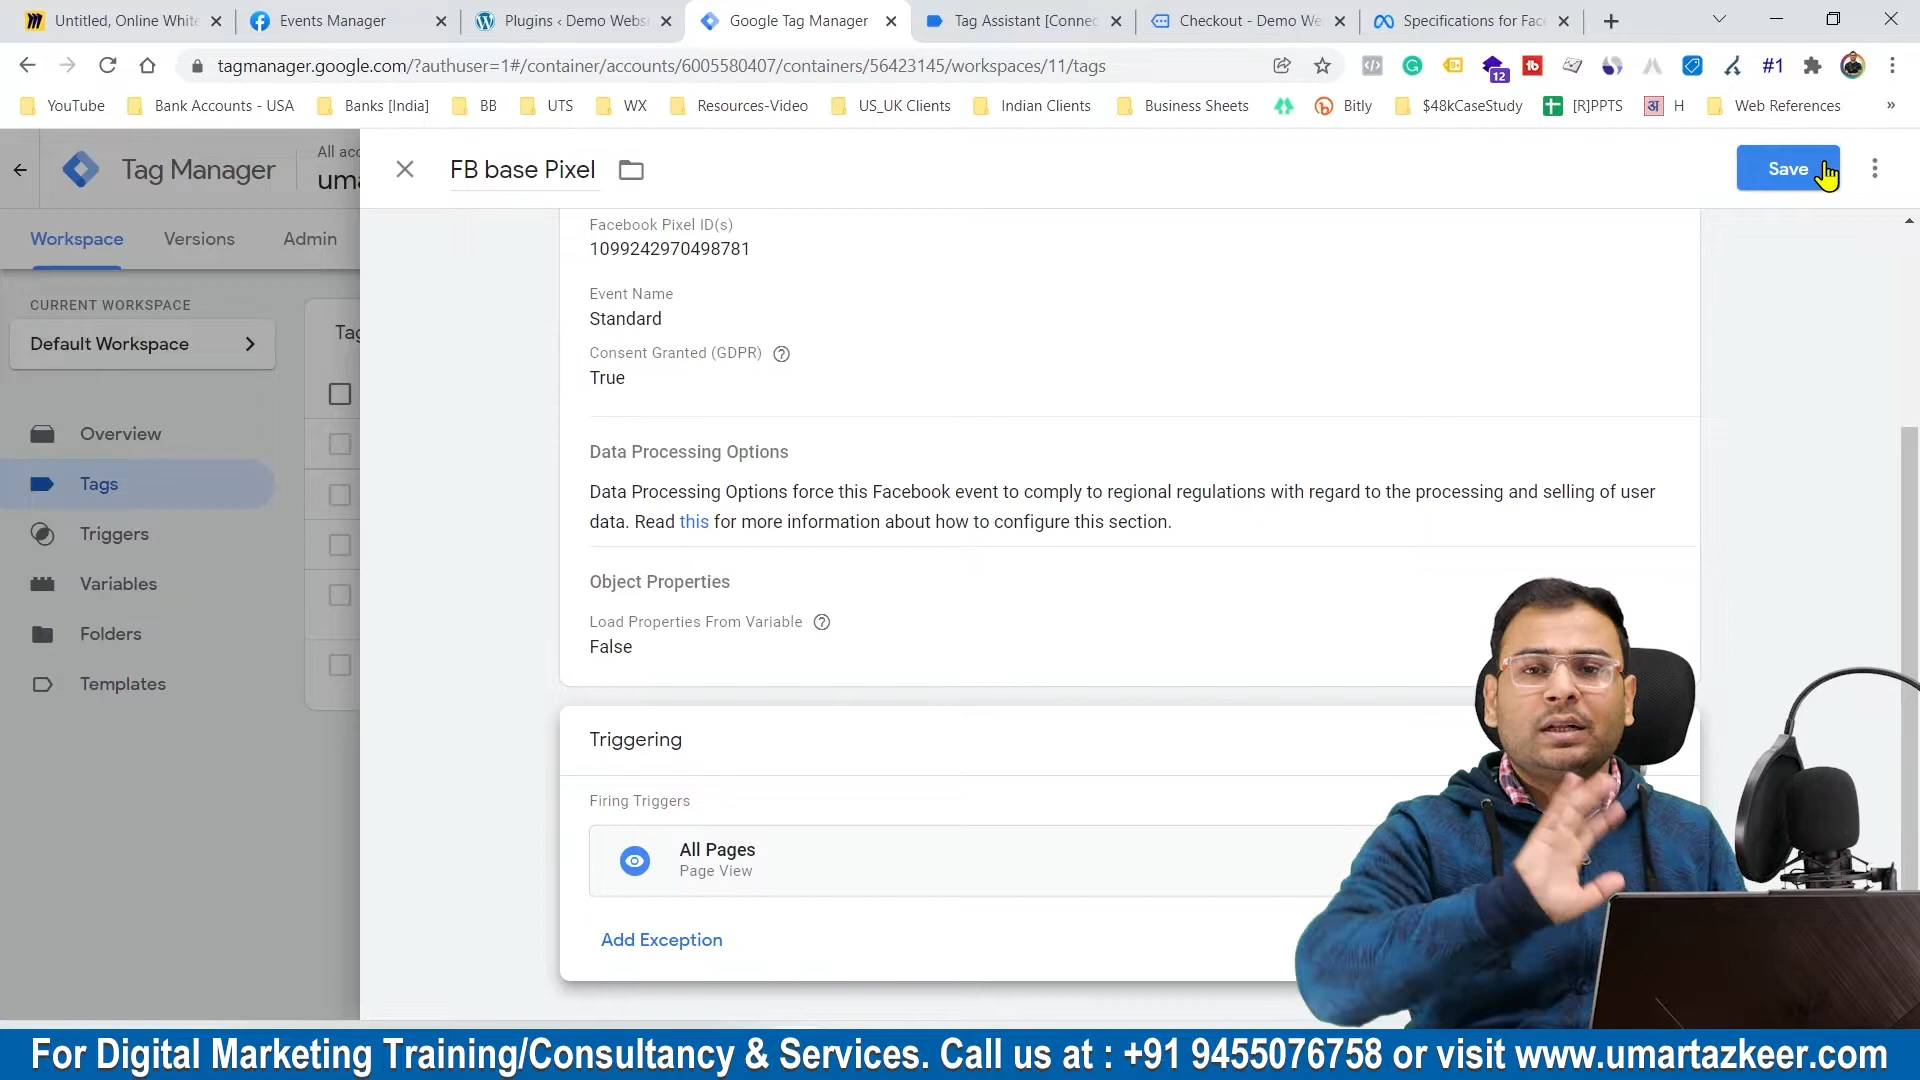 Untitled, Online White
Events Manager
Plugins ‹ Demo Webs
Google Tag Manager
Tag Assistant [Connec
Checkout - Demo We
Specifications for Fac
tagmanager.google.com/?authuser=1#/container/accounts/6005580407/containers/56423145/workspaces/11/tags
12
#1
YouTube
Bank Accounts - USA
Banks [India]
BB
UTS
WX
Resources-Video
US_UK Clients
Indian Clients
Business Sheets
Bitly
$48kCaseStudy
[R]PPTS
अ
H
Web References
»
Tag Manager
All acc
uma
FB base Pixel
Save
Workspace
Versions
Admin
CURRENT WORKSPACE
Default Workspace
Overview
Tags
Triggers
Variables
Folders
Templates
Tag
Facebook Pixel ID(s)
1099242970498781
Event Name
Standard
Consent Granted (GDPR)
True
Data Processing Options
Data Processing Options force this Facebook event to comply to regional regulations with regard to the processing and selling of user
data. Read this for more information about how to configure this section.
Object Properties
Load Properties From Variable
False
Triggering
Firing Triggers
All Pages
Page View
Add Exception
For Digital Marketing Training/Consultancy & Services. Call us at : +91 9455076758 or visit www.umartazkeer.com